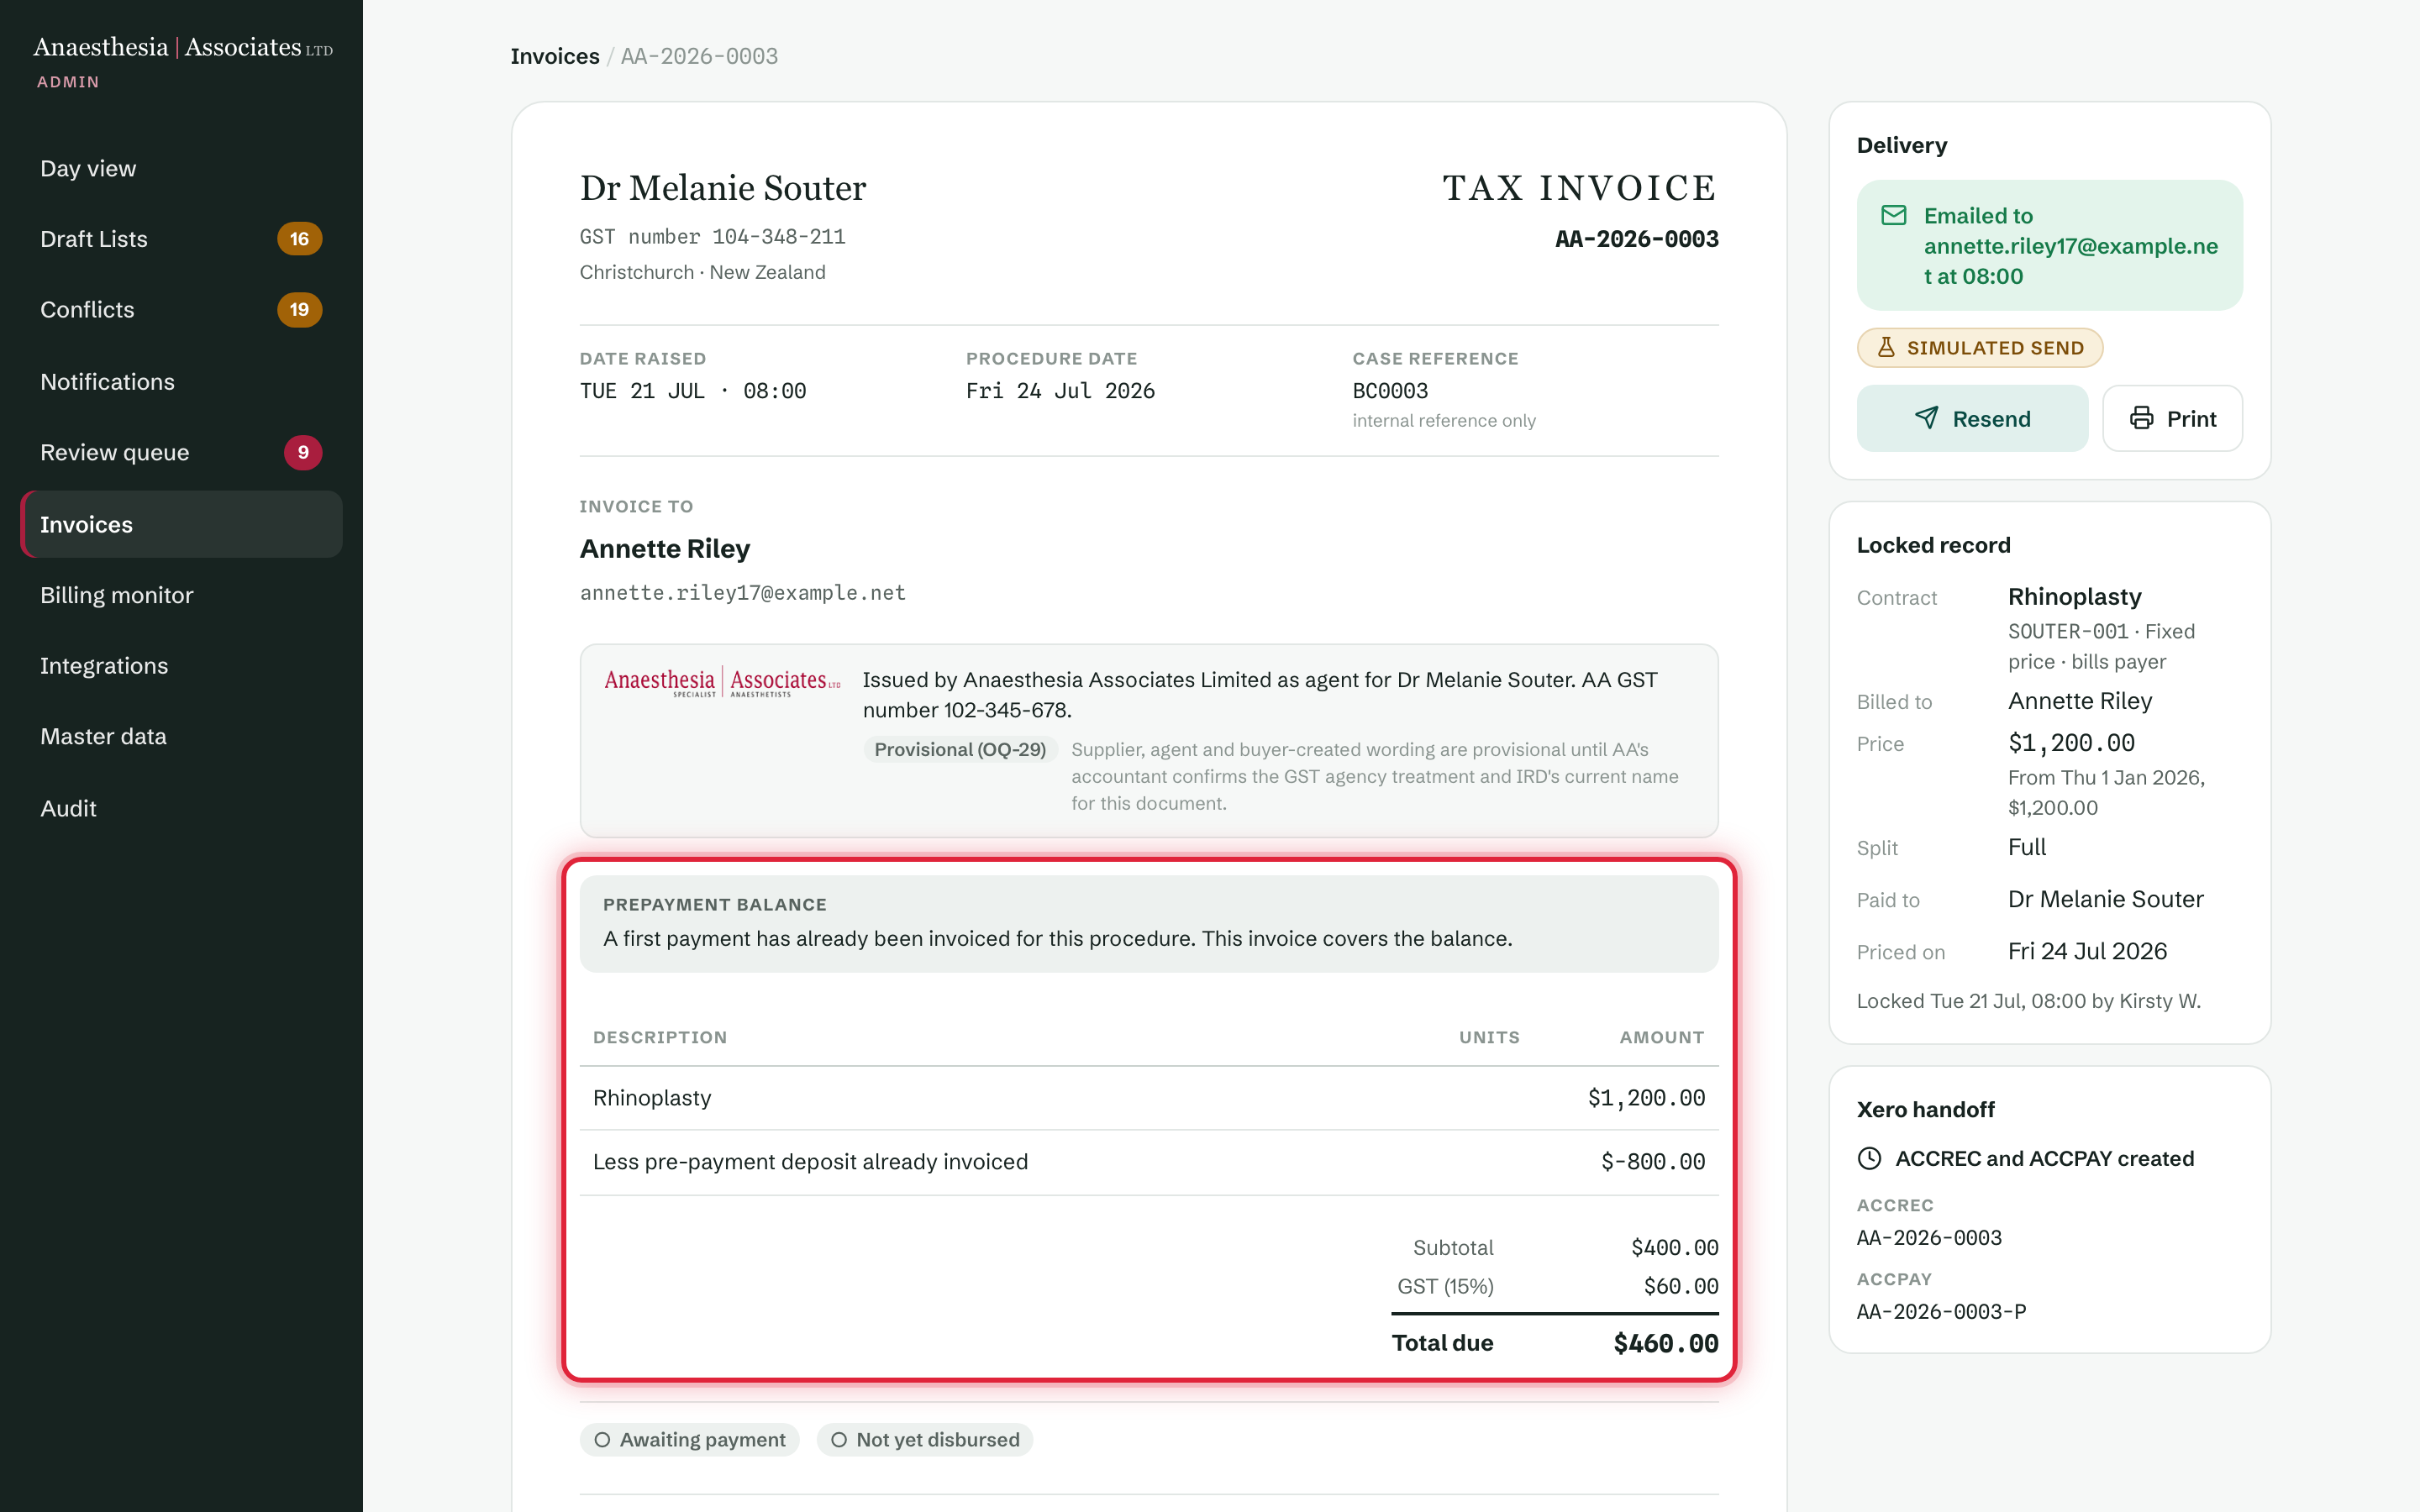 Anaesthesia | Associates LTD
ADMIN
Day view
Draft Lists 16
Conflicts 19
Notifications
Review queue 9
Invoices
Billing monitor
Integrations
Master data
Audit
Invoices / AA-2026-0003
Dr Melanie Souter
GST number 104-348-211
Christchurch · New Zealand
TAX INVOICE
AA-2026-0003
DATE RAISED
TUE 21 JUL · 08:00
PROCEDURE DATE
Fri 24 Jul 2026
CASE REFERENCE
BC0003
internal reference only
INVOICE TO
Annette Riley
annette.riley17@example.net
Anaesthesia | Associates LTD
SPECIALIST ANAESTHETISTS
Issued by Anaesthesia Associates Limited as agent for Dr Melanie Souter. AA GST
number 102-345-678.
Provisional (OQ-29)
Supplier, agent and buyer-created wording are provisional until AA's
accountant confirms the GST agency treatment and IRD's current name
for this document.
PREPAYMENT BALANCE
A first payment has already been invoiced for this procedure. This invoice covers the balance.
DESCRIPTION UNITS AMOUNT
Rhinoplasty $1,200.00
Less pre-payment deposit already invoiced $-800.00
Subtotal $400.00
GST (15%) $60.00
Total due $460.00
Awaiting payment
Not yet disbursed
Delivery
Emailed to
annette.riley17@example.ne
t at 08:00
SIMULATED SEND
Resend
Print
Locked record
Contract Rhinoplasty
SOUTER-001 · Fixed
price · bills payer
Billed to Annette Riley
Price $1,200.00
From Thu 1 Jan 2026,
$1,200.00
Split Full
Paid to Dr Melanie Souter
Priced on Fri 24 Jul 2026
Locked Tue 21 Jul, 08:00 by Kirsty W.
Xero handoff
ACCREC and ACCPAY created
ACCREC
AA-2026-0003
ACCPAY
AA-2026-0003-P